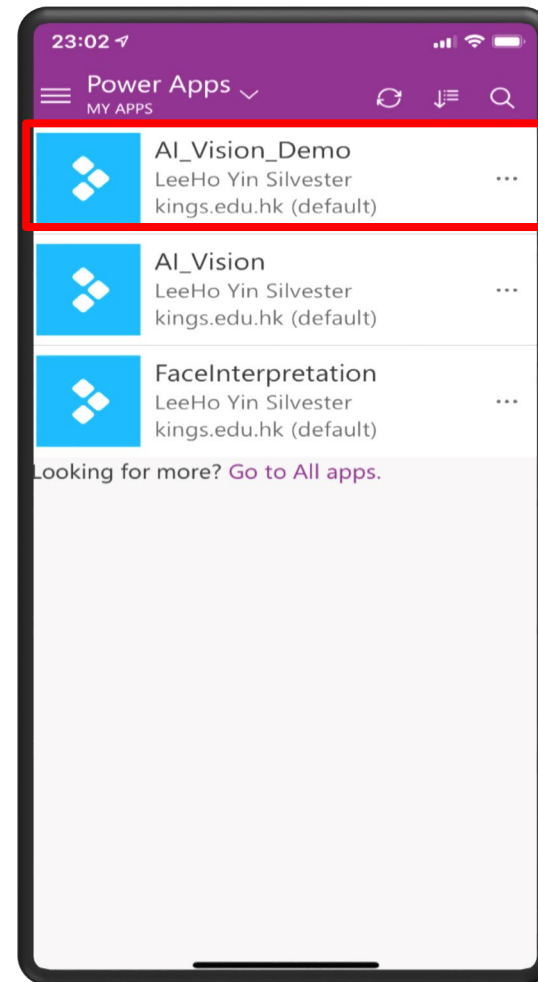 23:02
Power Apps
MY APPS
AI_Vision_Demo
LeeHo Yin Silvester
kings.edu.hk (default)
AI_Vision
LeeHo Yin Silvester
kings.edu.hk (default)
FaceInterpretation
LeeHo Yin Silvester
kings.edu.hk (default)
Looking for more? Go to All apps.